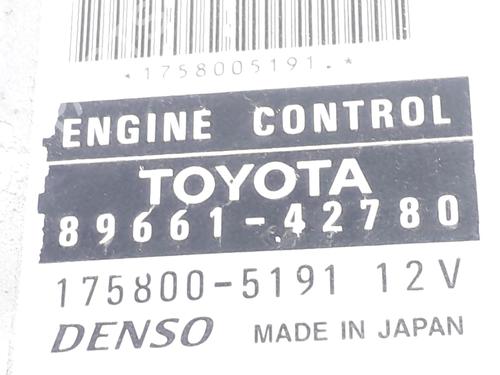 *1758005191.*
ENGINE CONTROL
TOYOTA
89661-42780
175800-5191 12V
DENSO MADE IN JAPAN